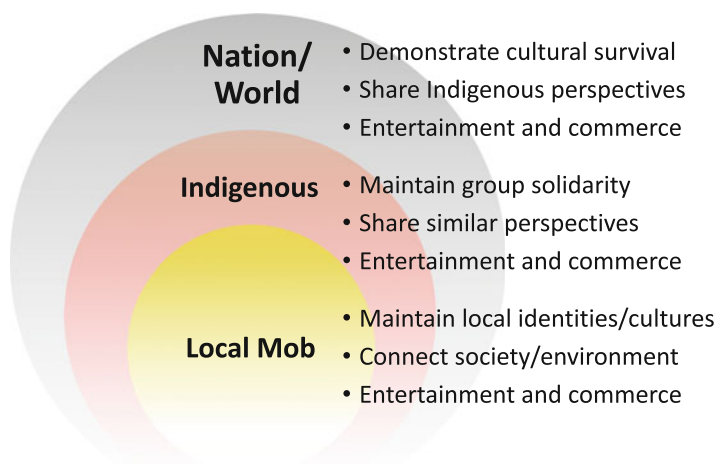 Nation/
World
• Demonstrate cultural survival
• Share Indigenous perspectives
• Entertainment and commerce
Indigenous
• Maintain group solidarity
• Share similar perspectives
• Entertainment and commerce
Local Mob
• Maintain local identities/cultures
• Connect society/environment
• Entertainment and commerce